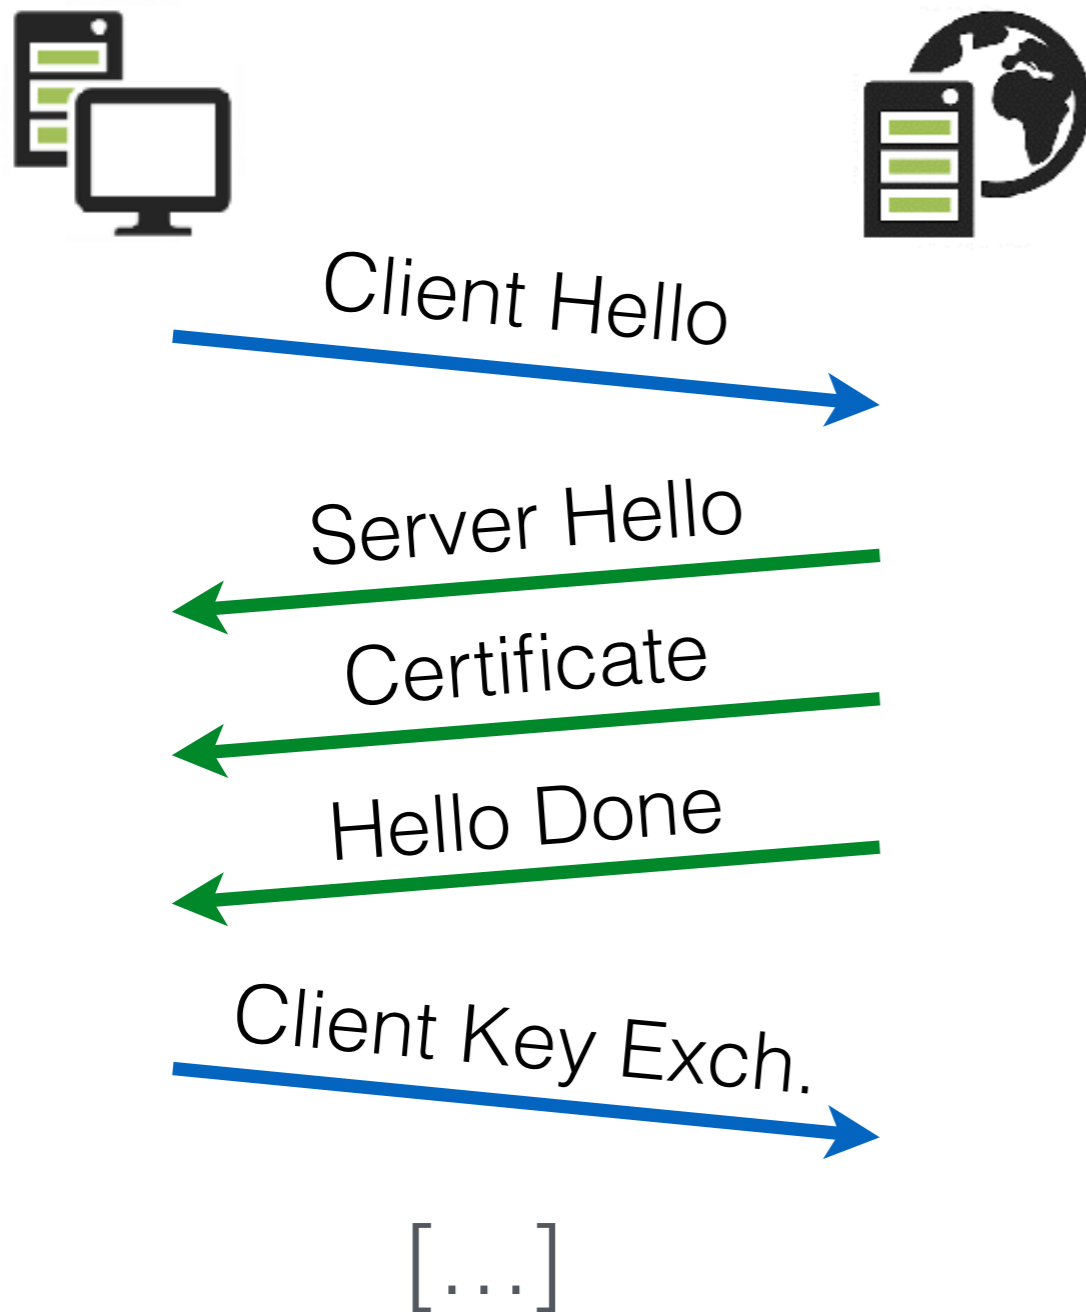 Client Hello
Server Hello
Certificate
Hello Done
Client Key Exch.
[...]